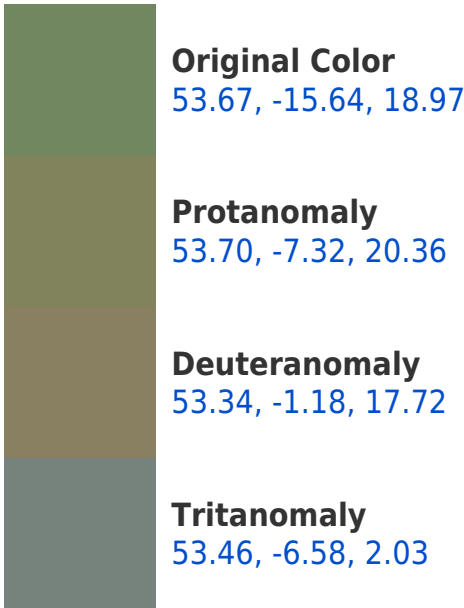 Original Color
53.67, -15.64, 18.97
Protanomaly
53.70, -7.32, 20.36
Deuteranomaly
53.34, -1.18, 17.72
Tritanomaly
53.46, -6.58, 2.03